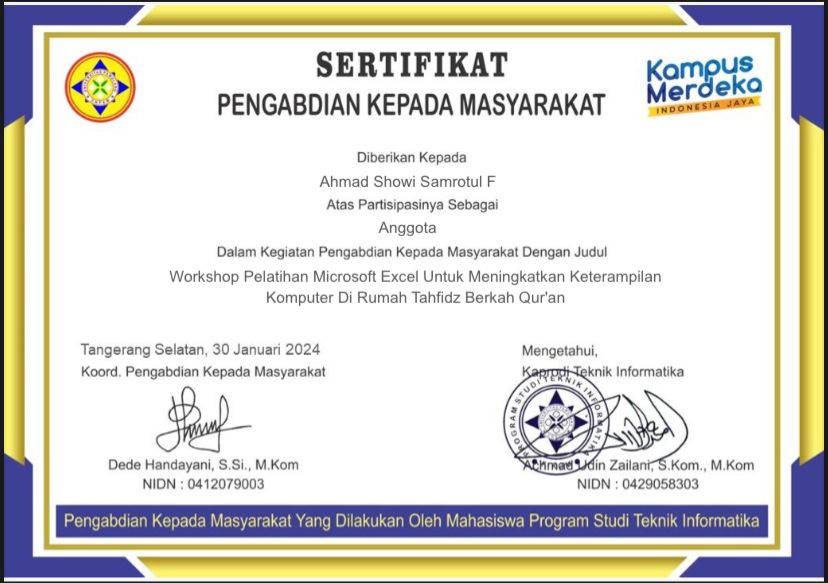 SERTIFIKAT
PENGABDIAN KEPADA MASYARAKAT
Kampus
Merdeka
INDONESIA JAYA
Diberikan Kepada
Ahmad Showi Samrotul F
Atas Partisipasinya Sebagai
Anggota
Dalam Kegiatan Pengabdian Kepada Masyarakat Dengan Judul
Workshop Pelatihan Microsoft Excel Untuk Meningkatkan Keterampilan
Komputer Di Rumah Tahfidz Berkah Qur'an
Tangerang Selatan, 30 Januari 2024
Koord. Pengabdian Kepada Masyarakat
Dede Handayani, S.Si., M.Kom
NIDN : 0412079003
Mengetahui,
Kaprodi Teknik Informatika
PROGRAM STUDI TEKNIK INFORMATIKA
Achmad Udin Zailani, S.Kom., M.Kom
NIDN : 0429058303
Pengabdian Kepada Masyarakat Yang Dilakukan Oleh Mahasiswa Program Studi Teknik Informatika